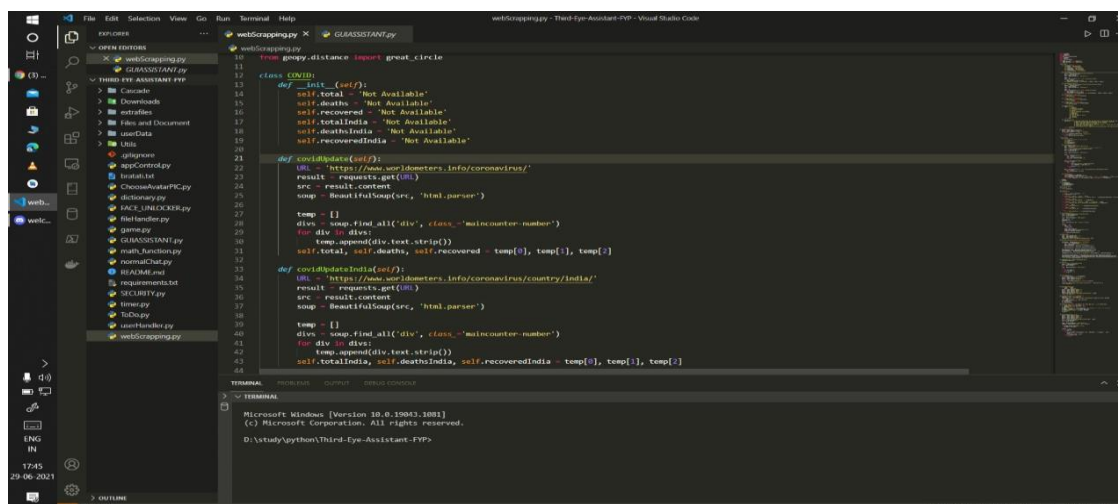 File Edit Selection View Go Run Terminal Help
webScrapping.py - Third-Eye-Assistant-FYP - Visual Studio Code
EXPLORER
webScrapping.py
GUIASSISTANT.py
OPEN EDITORS
webScrapping.py
GUIASSISTANT.py
THIRD-EYE-ASSISTANT-FYP
Cascade
Downloads
extrafiles
Files and Document
userData
Utils
.gitignore
appControl.py
bratati.txt
ChooseAvatarPIC.py
dictionary.py
FACE_UNLOCKER.py
fileHandler.py
game.py
GUIASSISTANT.py
math_function.py
normalChat.py
README.md
requirements.txt
SECURITY.py
timer.py
ToDo.py
userHandler.py
webScrapping.py
OUTLINE
webScrapping.py
10 from geopy.distance import great_circle
11
12 class COVID:
13 def __init__(self):
14 self.total = 'Not Available'
15 self.deaths = 'Not Available'
16 self.recovered = 'Not Available'
17 self.totalIndia = 'Not Available'
18 self.deathsIndia = 'Not Available'
19 self.recoveredIndia = 'Not Available'
20
21 def covidUpdate(self):
22 URL = 'https://www.worldometers.info/coronavirus/'
23 result = requests.get(URL)
24 src = result.content
25 soup = BeautifulSoup(src, 'html.parser')
26
27 temp = []
28 divs = soup.find_all('div', class_='maincounter-number')
29 for div in divs:
30 temp.append(div.text.strip())
31 self.total, self.deaths, self.recovered = temp[0], temp[1], temp[2]
32
33 def covidUpdateIndia(self):
34 URL = 'https://www.worldometers.info/coronavirus/country/india/'
35 result = requests.get(URL)
36 src = result.content
37 soup = BeautifulSoup(src, 'html.parser')
38
39 temp = []
40 divs = soup.find_all('div', class_='maincounter-number')
41 for div in divs:
42 temp.append(div.text.strip())
43 self.totalIndia, self.deathsIndia, self.recoveredIndia = temp[0], temp[1], temp[2]
44
TERMINAL PROBLEMS OUTPUT DEBUG CONSOLE
TERMINAL
Microsoft Windows [Version 10.0.19043.1081]
(c) Microsoft Corporation. All rights reserved.
D:\study\python\Third-Eye-Assistant-FYP>
(3) ...
web...
welc...
ENG
IN
17:45
29-06-2021